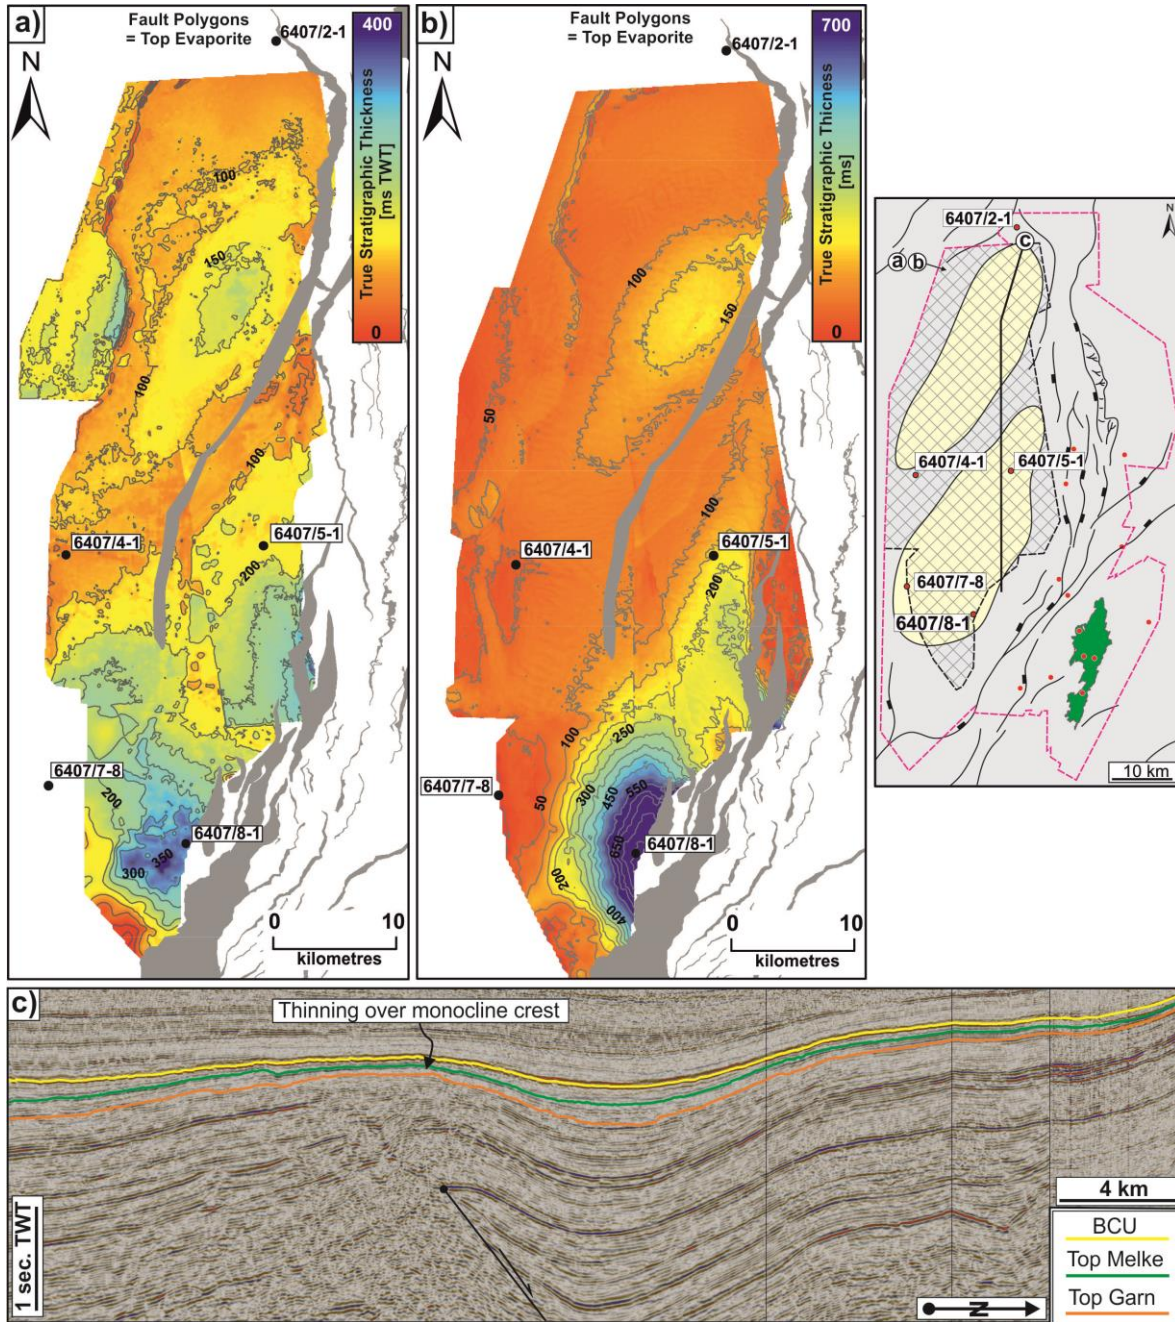 a)
Fault Polygons
= Top Evaporite
6407/2-1
N
400
True Stratigraphic Thickness
[ms TWT]
0
100
150
100
100
6407/4-1
6407/5-1
200
6407/7-8
200
6407/8-1
350
300
0 10
kilometres
b)
Fault Polygons
= Top Evaporite
6407/2-1
N
700
True Stratigraphic Thicness
[ms]
0
100
150
50
100
6407/4-1
6407/5-1
200
100
250
300
450
550
6407/7-8
50
650
6407/8-1
200
400
0 10
kilometres
N
6407/2-1
c
a b
6407/4-1
6407/5-1
6407/7-8
6407/8-1
10 km
c)
Thinning over monocline crest
1 sec. TWT
4 km
BCU
Top Melke
Top Garn
N